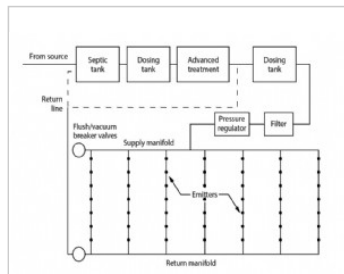 From source
Septic
tank
Dosing
tank
Advanced
treatment
Dosing
tank
Return
line
Pressure
regulator
Filter
Flush/vacuum
breaker valves
Supply manifold
Emitters
Return manifold